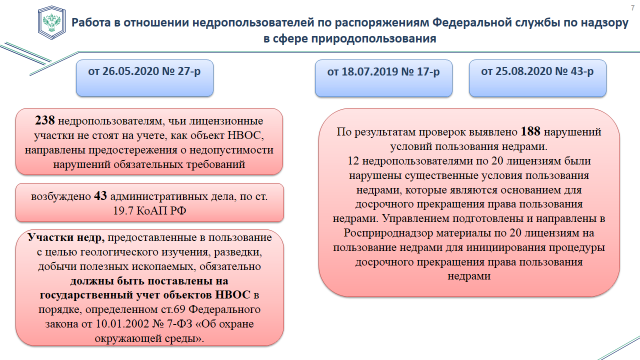 7
Работа в отношении недропользователей по распоряжениям Федеральной службы по надзору
в сфере природопользования
от 26.05.2020 № 27-р
от 18.07.2019 № 17-р
от 25.08.2020 № 43-р
238 недропользователям, чьи лицензионные
участки не стоят на учете, как объект НВОС,
направлены предостережения о недопустимости
нарушений обязательных требований
возбуждено 43 административных дела, по ст.
19.7 КоАП РФ
Участки недр, предоставленные в пользование
с целью геологического изучения, разведки,
добычи полезных ископаемых, обязательно
должны быть поставлены на
государственный учет объектов НВОС в
порядке, определенном ст.69 Федерального
закона от 10.01.2002 № 7-ФЗ «Об охране
окружающей среды».
По результатам проверок выявлено 188 нарушений
условий пользования недрами.
12 недропользователями по 20 лицензиям были
нарушены существенные условия пользования
недрами, которые являются основанием для
досрочного прекращения права пользования
недрами. Управлением подготовлены и направлены в
Росприроднадзор материалы по 20 лицензиям на
пользование недрами для инициирования процедуры
досрочного прекращения права пользования
недрами